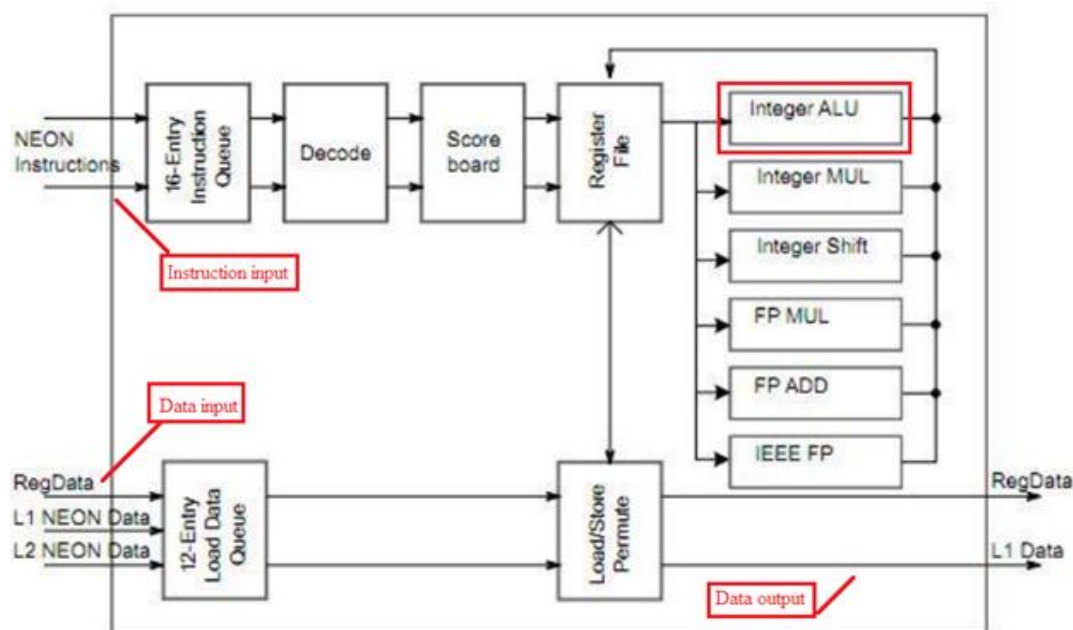 NEON
Instructions
16-Entry
Instruction
Queue
Decode
Score
board
Register
File
Integer ALU
Integer MUL
Integer Shift
FP MUL
FP ADD
IEEE FP
Instruction input
Data input
RegData
L1 NEON Data
L2 NEON Data
12-Entry
Load Data
Queue
Load/Store
Permute
RegData
L1 Data
Data output